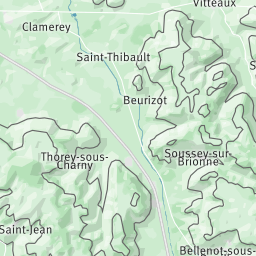 Vitteaux
Clamerey
Saint-Thibault
Beurizot
Thorey-sous-
Charny
Soussey-sur-
Brionne
Saint-Jean
Bellenot-sous-